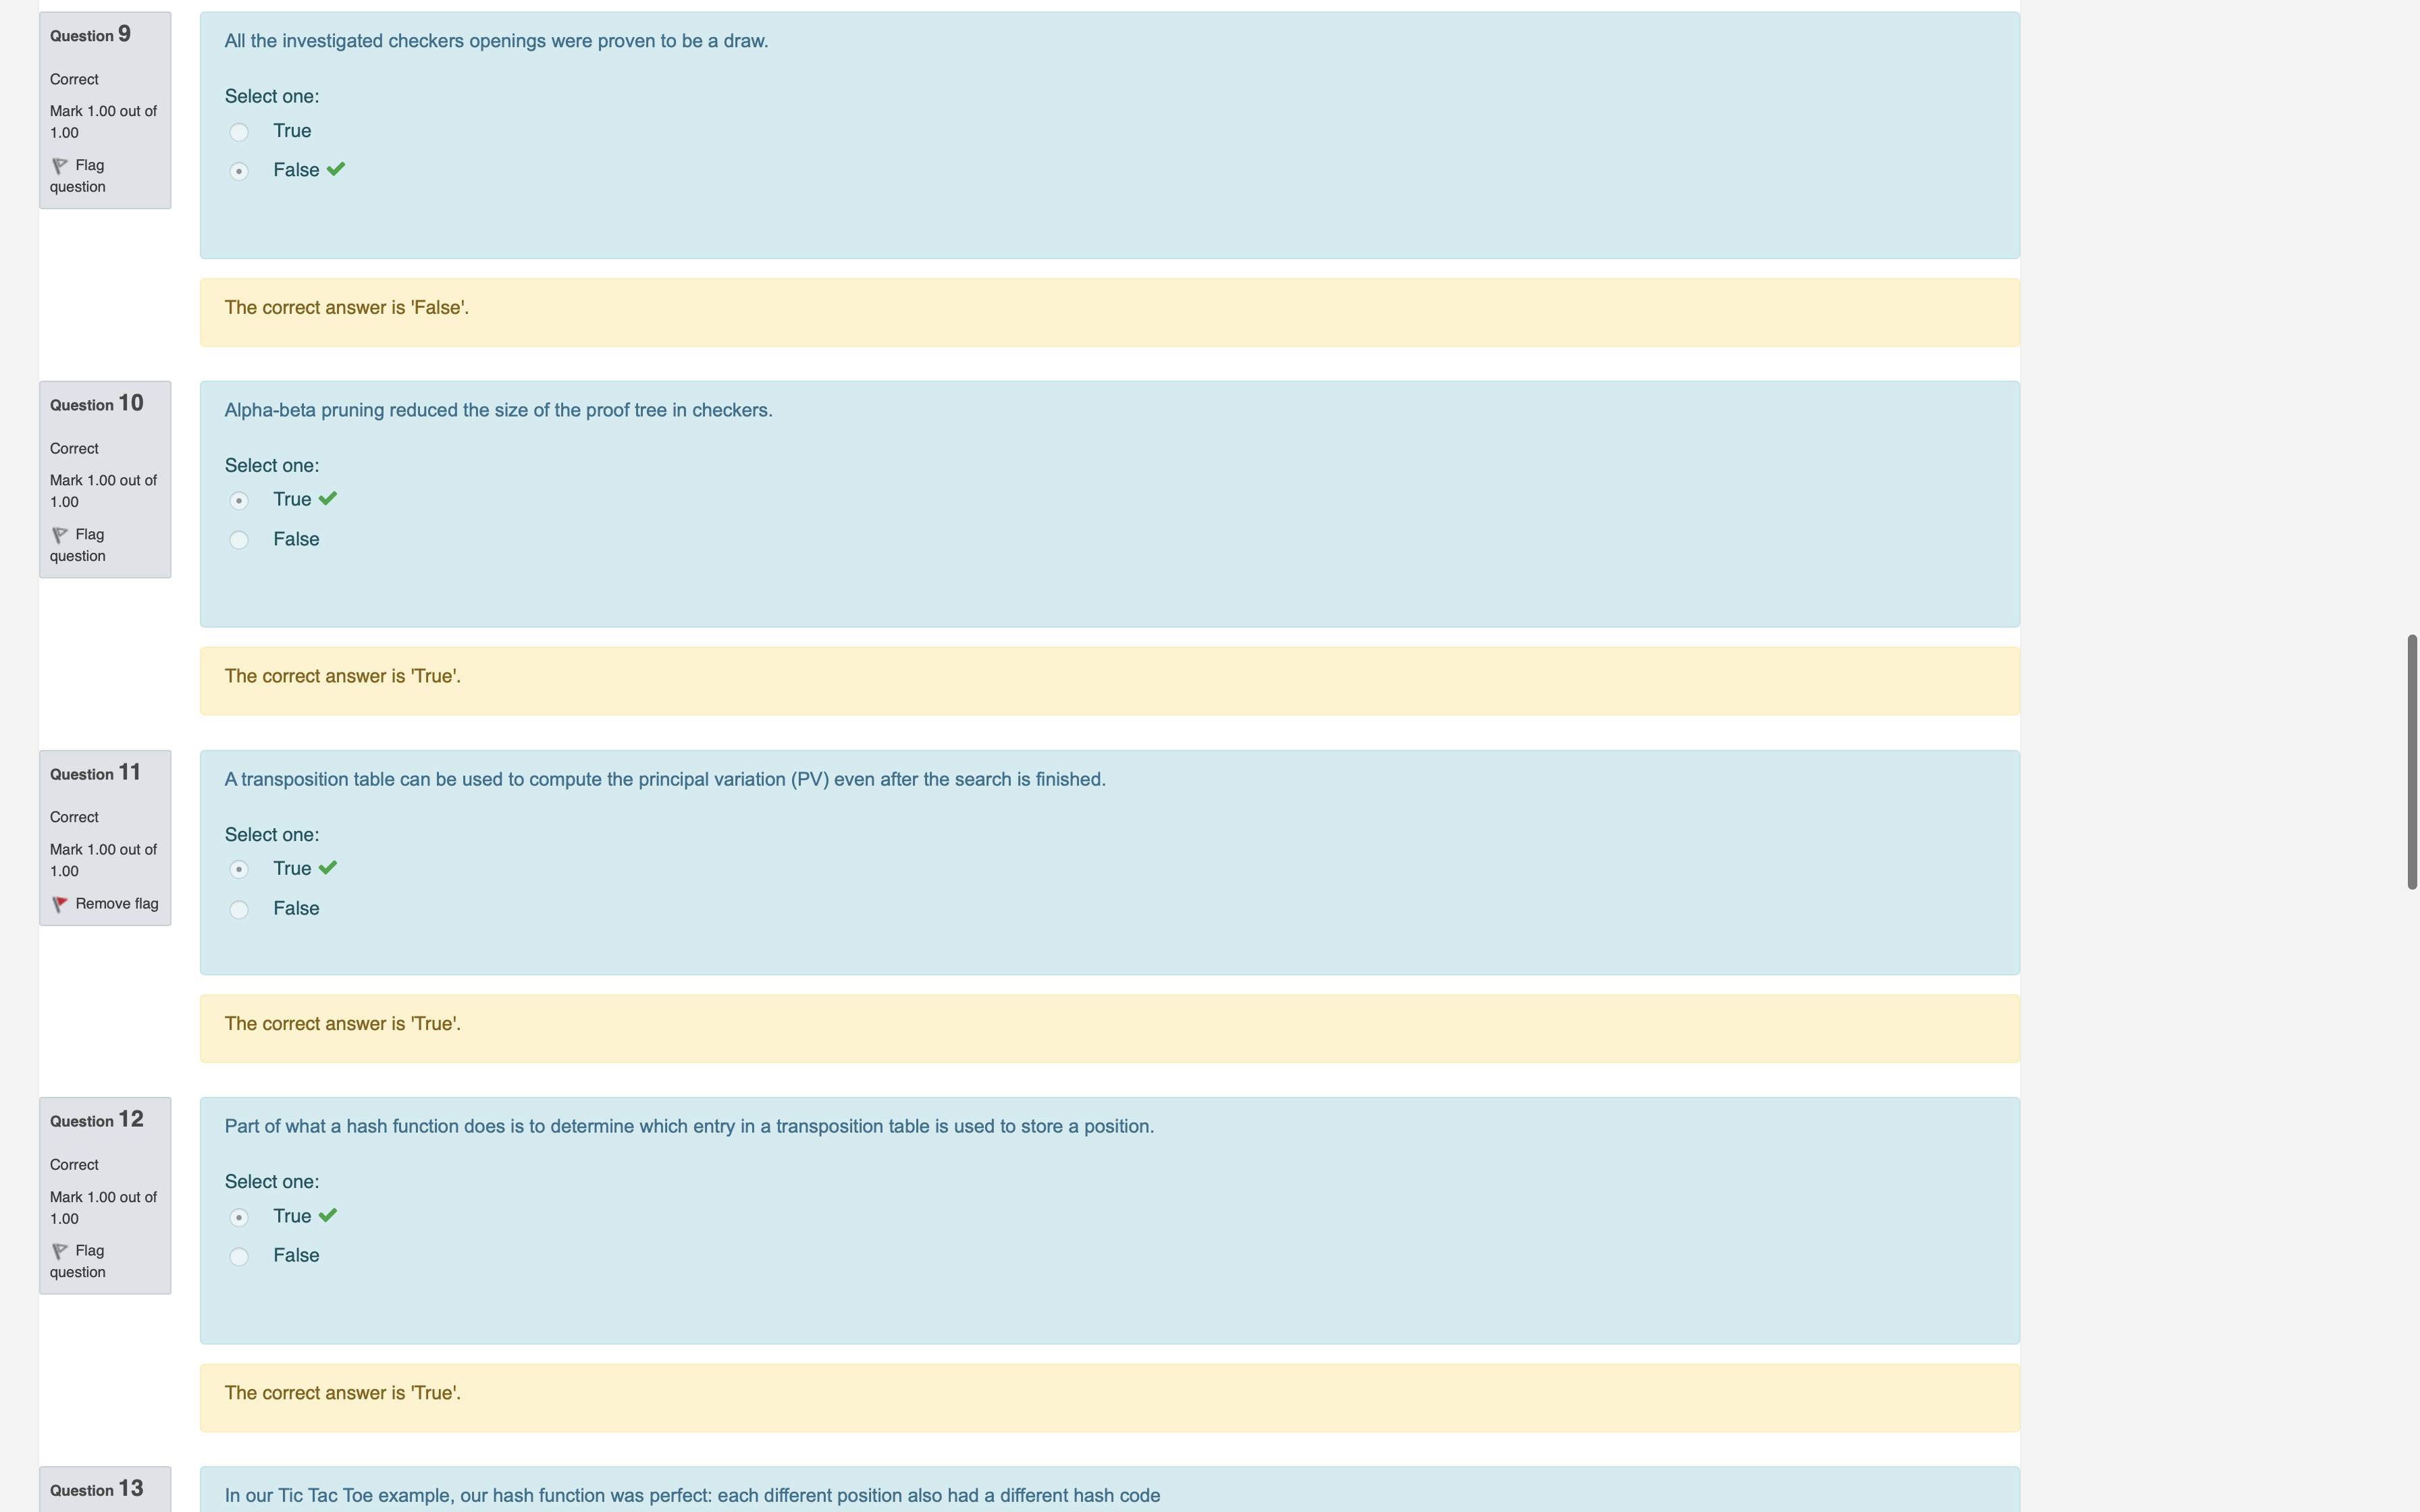 Question 9
Correct
Mark 1.00 out of
1.00
Flag
question
All the investigated checkers openings were proven to be a draw.
Select one:
True
False
The correct answer is 'False'.
Question 10
Correct
Mark 1.00 out of
1.00
Flag
question
Alpha-beta pruning reduced the size of the proof tree in checkers.
Select one:
True
False
The correct answer is 'True'.
Question 11
Correct
Mark 1.00 out of
1.00
Remove flag
A transposition table can be used to compute the principal variation (PV) even after the search is finished.
Select one:
True
False
The correct answer is 'True'.
Question 12
Correct
Mark 1.00 out of
1.00
Flag
question
Part of what a hash function does is to determine which entry in a transposition table is used to store a position.
Select one:
True
False
The correct answer is 'True'.
Question 13
In our Tic Tac Toe example, our hash function was perfect: each different position also had a different hash code